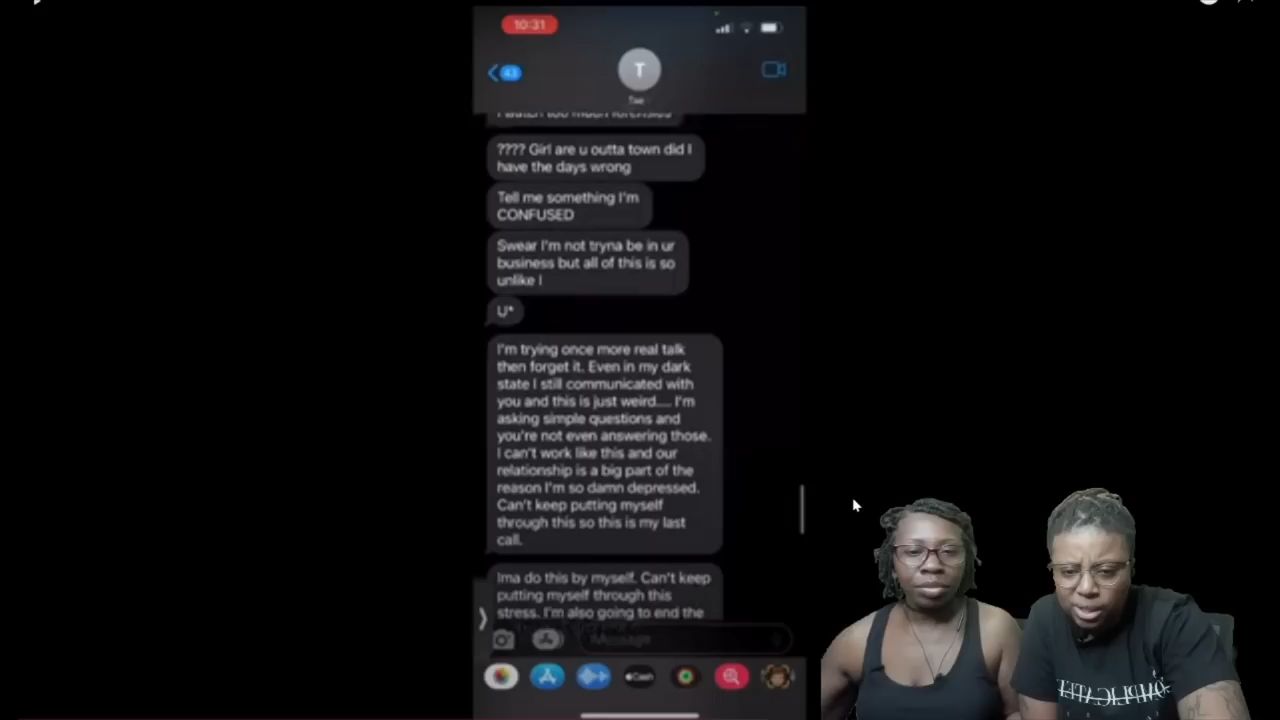 10:31
43
T
Tae
???? Girl are u outta town did I
have the days wrong
Tell me something I'm
CONFUSED
Swear I'm not tryna be in ur
business but all of this is so
unlike I
U*
I'm trying once more real talk
then forget it. Even in my dark
state I still communicated with
you and this is just weird.... I'm
asking simple questions and
you're not even answering those.
I can't work like this and our
relationship is a big part of the
reason I'm so damn depressed.
Can't keep putting myself
through this so this is my last
call.
Ima do this by myself. Can't keep
putting myself through this
stress. I'm also going to end the
iMessage
Cash